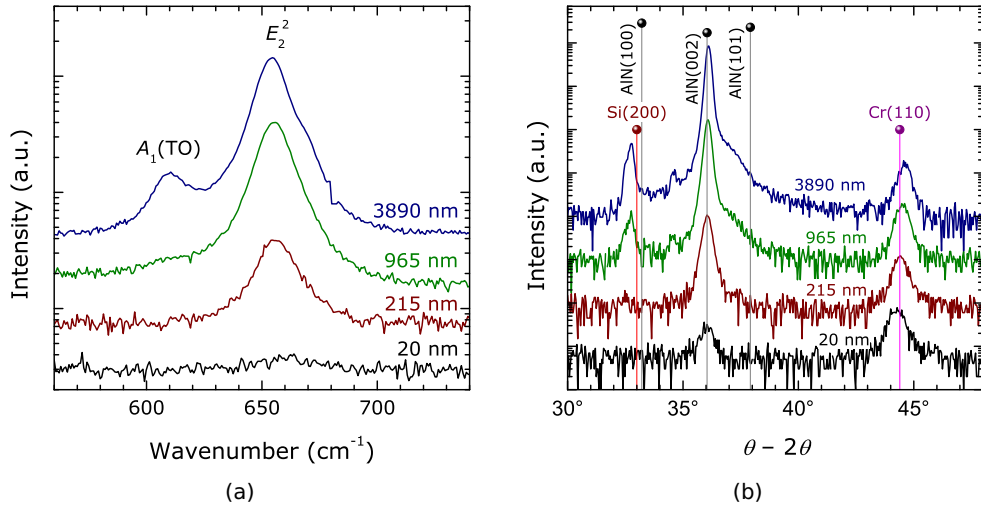 Intensity (a.u.)
A₁(TO)
E₂²
3890 nm
965 nm
215 nm
20 nm
600
650
700
Wavenumber (cm⁻¹)
(a)
Intensity (a.u.)
AlN(100)
AlN(002)
AlN(101)
Si(200)
Cr(110)
3890 nm
965 nm
215 nm
20 nm
30°
35°
40°
45°
θ – 2θ
(b)